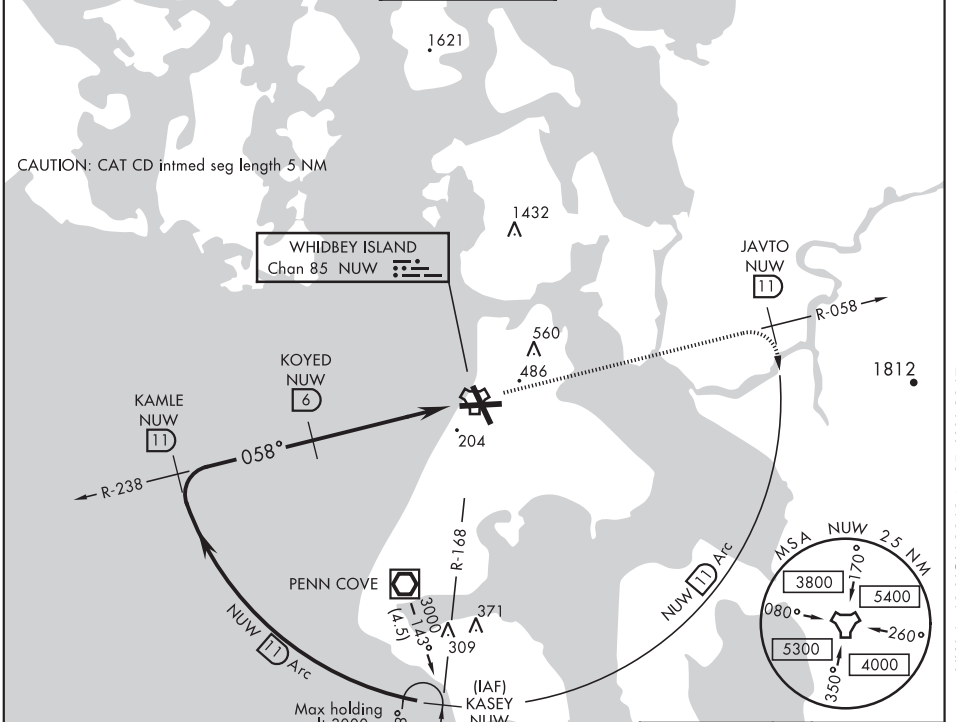 1621
CAUTION: CAT CD intmed seg length 5 NM
1432
WHIDBEY ISLAND
Chan 85 NUW
JAVTO
NUW
11
R-058
560
486
1812
KOYED
NUW
6
KAMLE
NUW
11
058°
204
R-238
R-168
MSA NUW 25 NM
170°
3800
5400
080°
260°
5300
4000
350°
PENN COVE
3000
143°
(4.5)
371
309
NUW 11 Arc
NUW 11 Arc
(IAF)
KASEY
NUW
Max holding